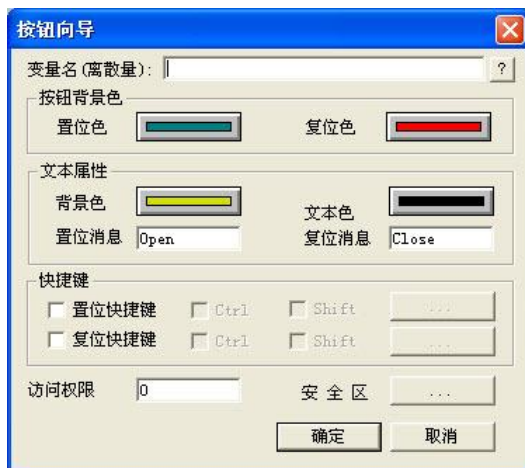 按钮向导
变量名(离散量): ?
按钮背景色
置位色 复位色
文本属性
背景色 文本色
置位消息 Open 复位消息 Close
快捷键
置位快捷键 Ctrl Shift ...
复位快捷键 Ctrl Shift ...
访问权限 0 安全区 ...
确定 取消